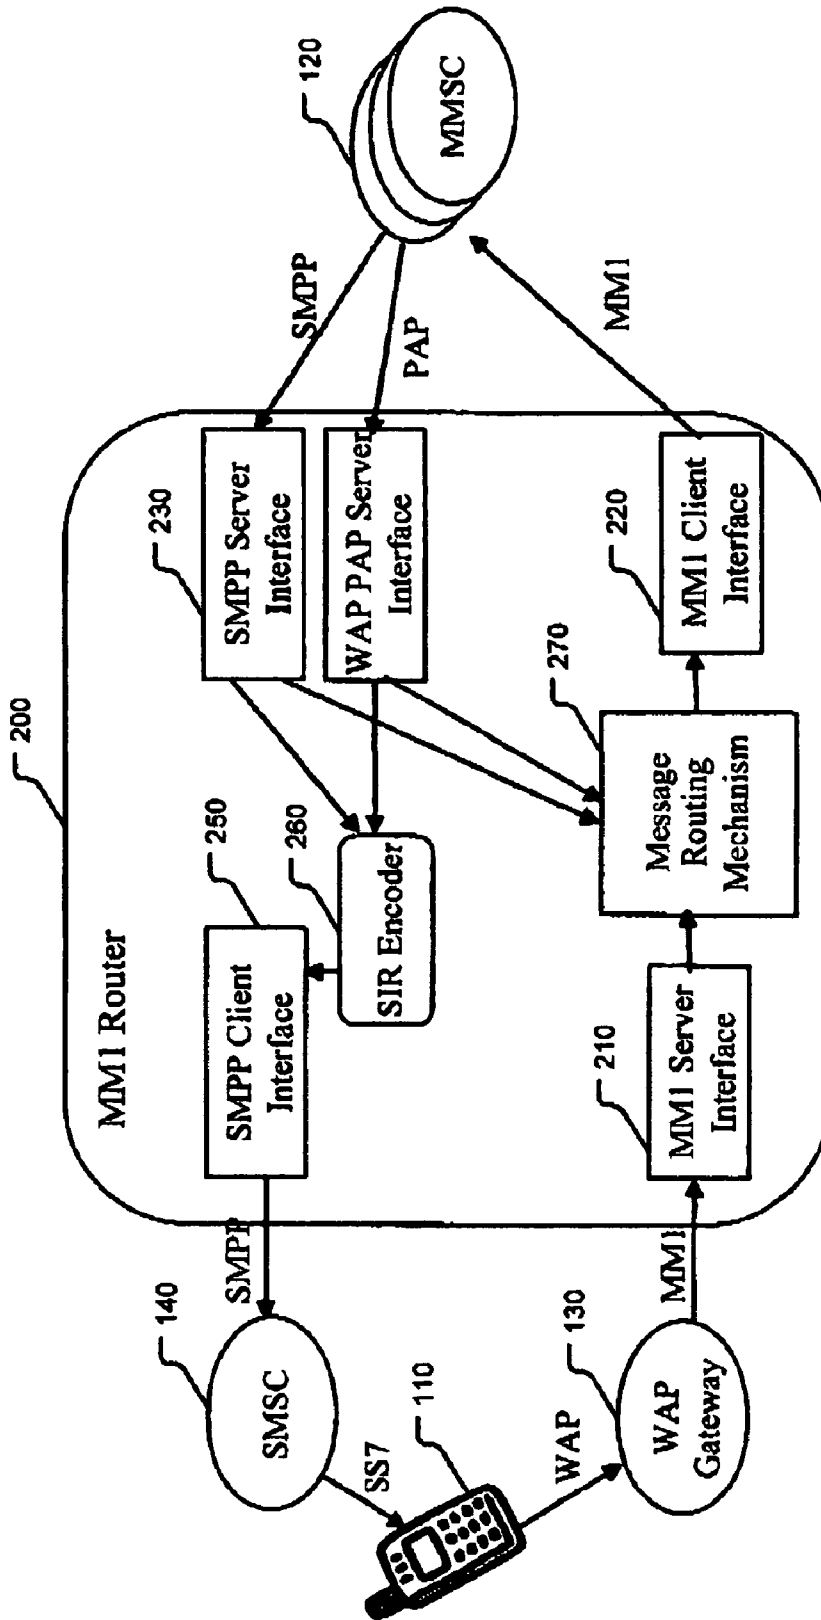 200
MM1 Router
140
SMSC
SMPP
SMPP Client
Interface
250
SIR Encoder
260
230
SMPP Server
Interface
WAP PAP Server
Interface
SMPP
PAP
120
MMSC
SS7
110
WAP
130
WAP
Gateway
MM1
210
MM1 Server
Interface
270
Message
Routing
Mechanism
220
MM1 Client
Interface
MM1